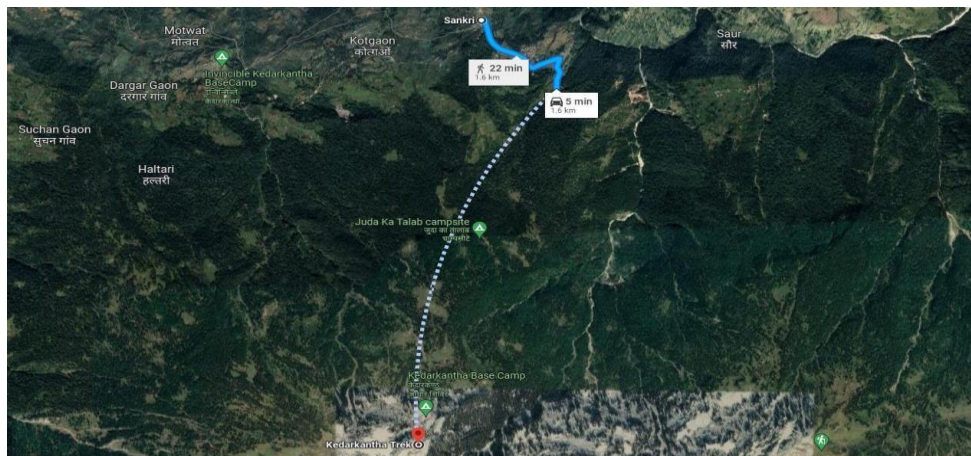 Sankri
Motwat
मोत्वत
Kotgaon
कोटगाओं
Saur
सौर
22 min
1.6 km
Invincible Kedarkantha
BaseCamp
5 min
1.6 km
Dargar Gaon
दरगार गांव
Suchan Gaon
सुचन गांव
Haltari
हल्तरी
Juda Ka Talab campsite
Kedarkantha Base Camp
Kedarkantha Trek